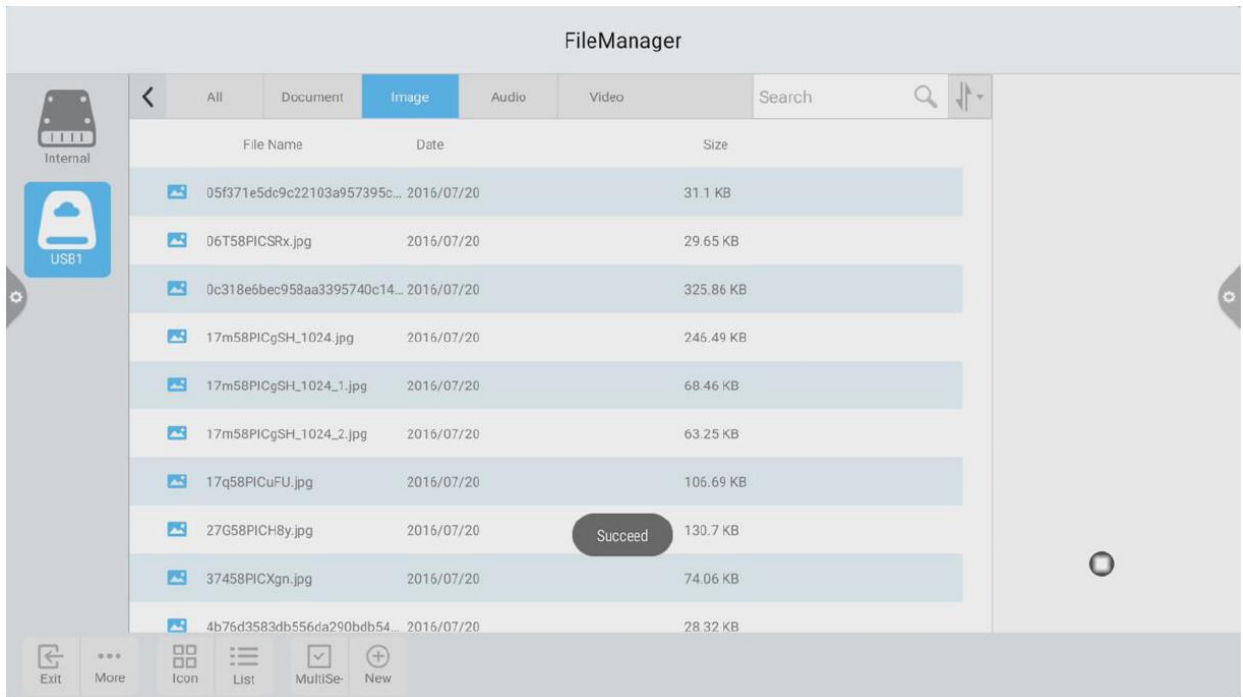 FileManager
All Document Image Audio Video Search
Internal
File Name Date Size
05f371e5dc9c22103a957395c... 2016/07/20 31.1 KB
USB1
06T58PICSRx.jpg 2016/07/20 29.65 KB
0c318e6bec958aa3395740c14... 2016/07/20 325.86 KB
17m58PICgSH_1024.jpg 2016/07/20 246.49 KB
17m58PICgSH_1024_1.jpg 2016/07/20 68.46 KB
17m58PICgSH_1024_2.jpg 2016/07/20 63.25 KB
17q58PICuFU.jpg 2016/07/20 106.69 KB
27G58PICH8y.jpg 2016/07/20 130.7 KB
Succeed
37458PICXgn.jpg 2016/07/20 74.06 KB
4b76d3583db556da290bdb54... 2016/07/20 28.32 KB
Exit More Icon List MultiSe- New